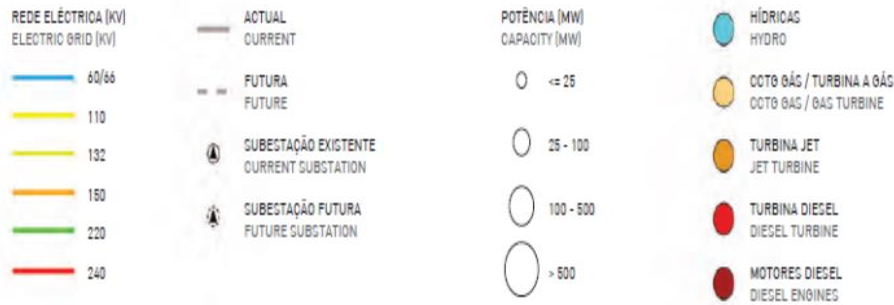 REDE ELÉCTRICA (KV)
ELECTRIC GRID (KV)
60/66
110
132
150
220
240
ACTUAL
CURRENT
FUTURA
FUTURE
SUBESTAÇÃO EXISTENTE
CURRENT SUBSTATION
SUBESTAÇÃO FUTURA
FUTURE SUBSTATION
POTÊNCIA (MW)
CAPACITY (MW)
<= 25
25 - 100
100 - 500
> 500
HÍDRICAS
HYDRO
CCTG GÁS / TURBINA A GÁS
CCTG GAS / GAS TURBINE
TURBINA JET
JET TURBINE
TURBINA DIESEL
DIESEL TURBINE
MOTORES DIESEL
DIESEL ENGINES